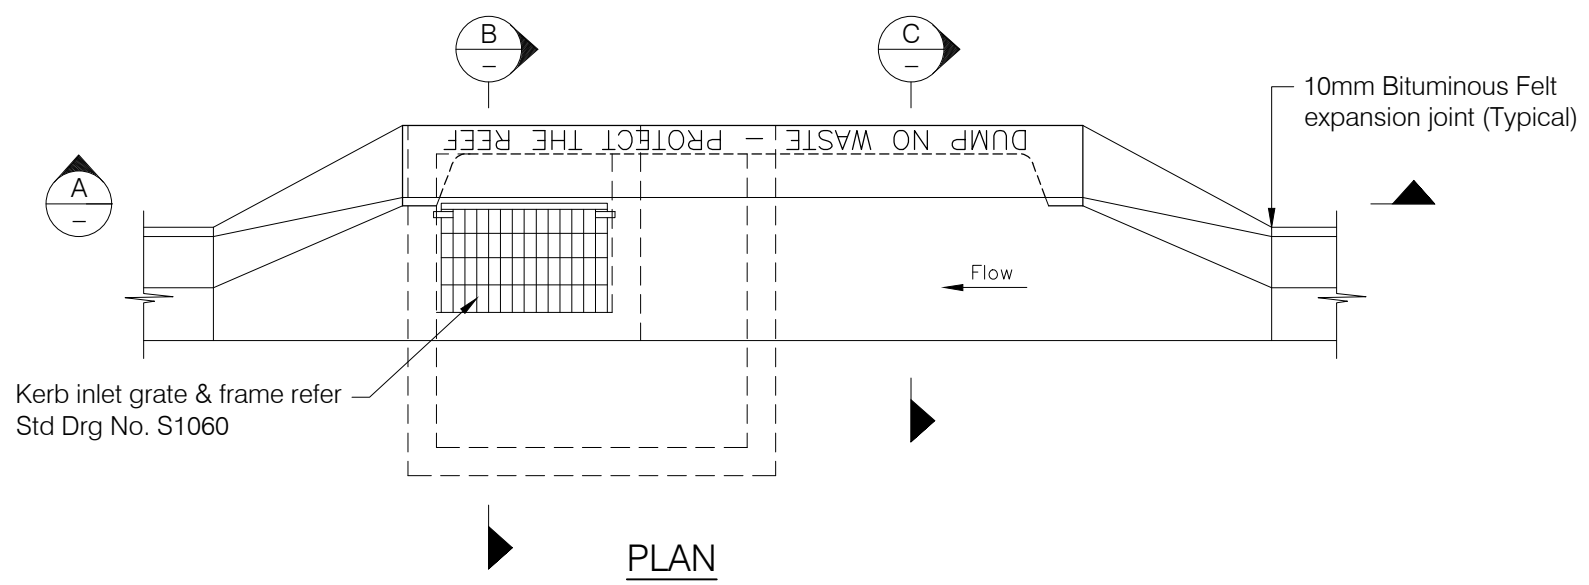 B
–
C
–
10mm Bituminous Felt
expansion joint (Typical)
DUMP NO WASTE – PROTECT THE REEF
A
–
Flow
Kerb inlet grate & frame refer
Std Drg No. S1060
PLAN